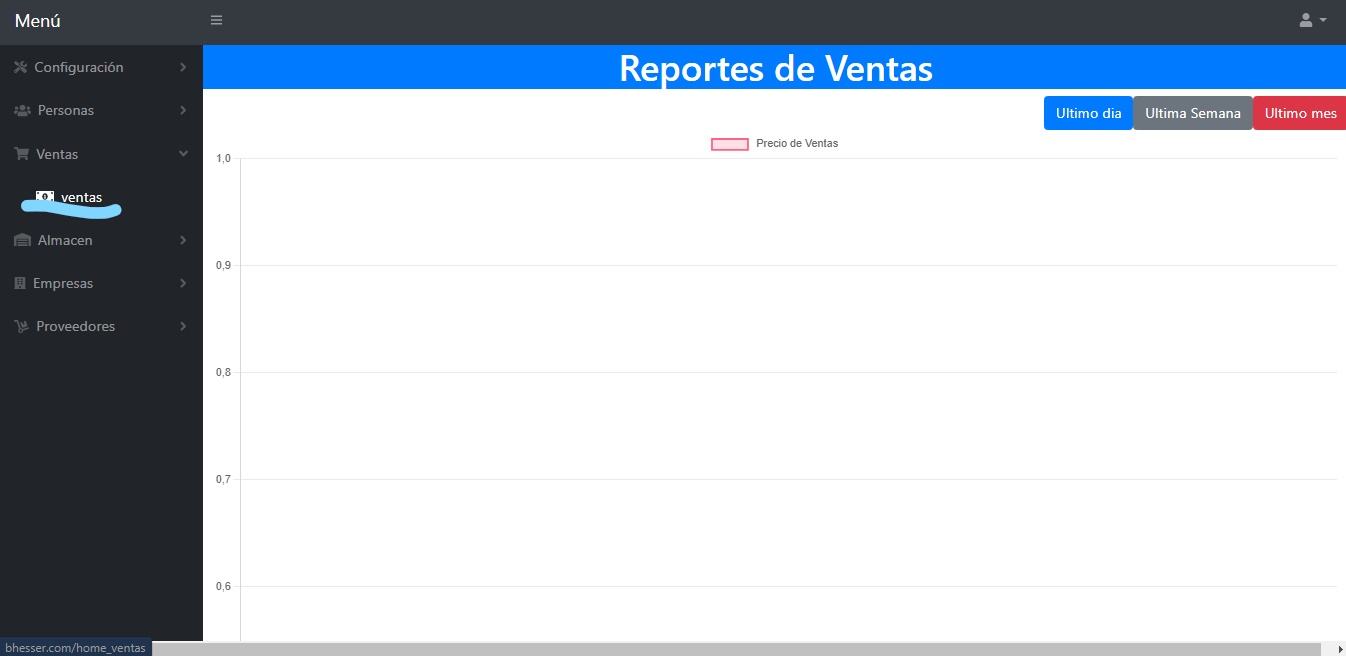 Menú
Configuración
Personas
Ventas
ventas
Almacen
Empresas
Proveedores
Reportes de Ventas
Ultimo dia
Ultima Semana
Ultimo mes
Precio de Ventas
1,0
0,9
0,8
0,7
0,6
bhesser.com/home_ventas